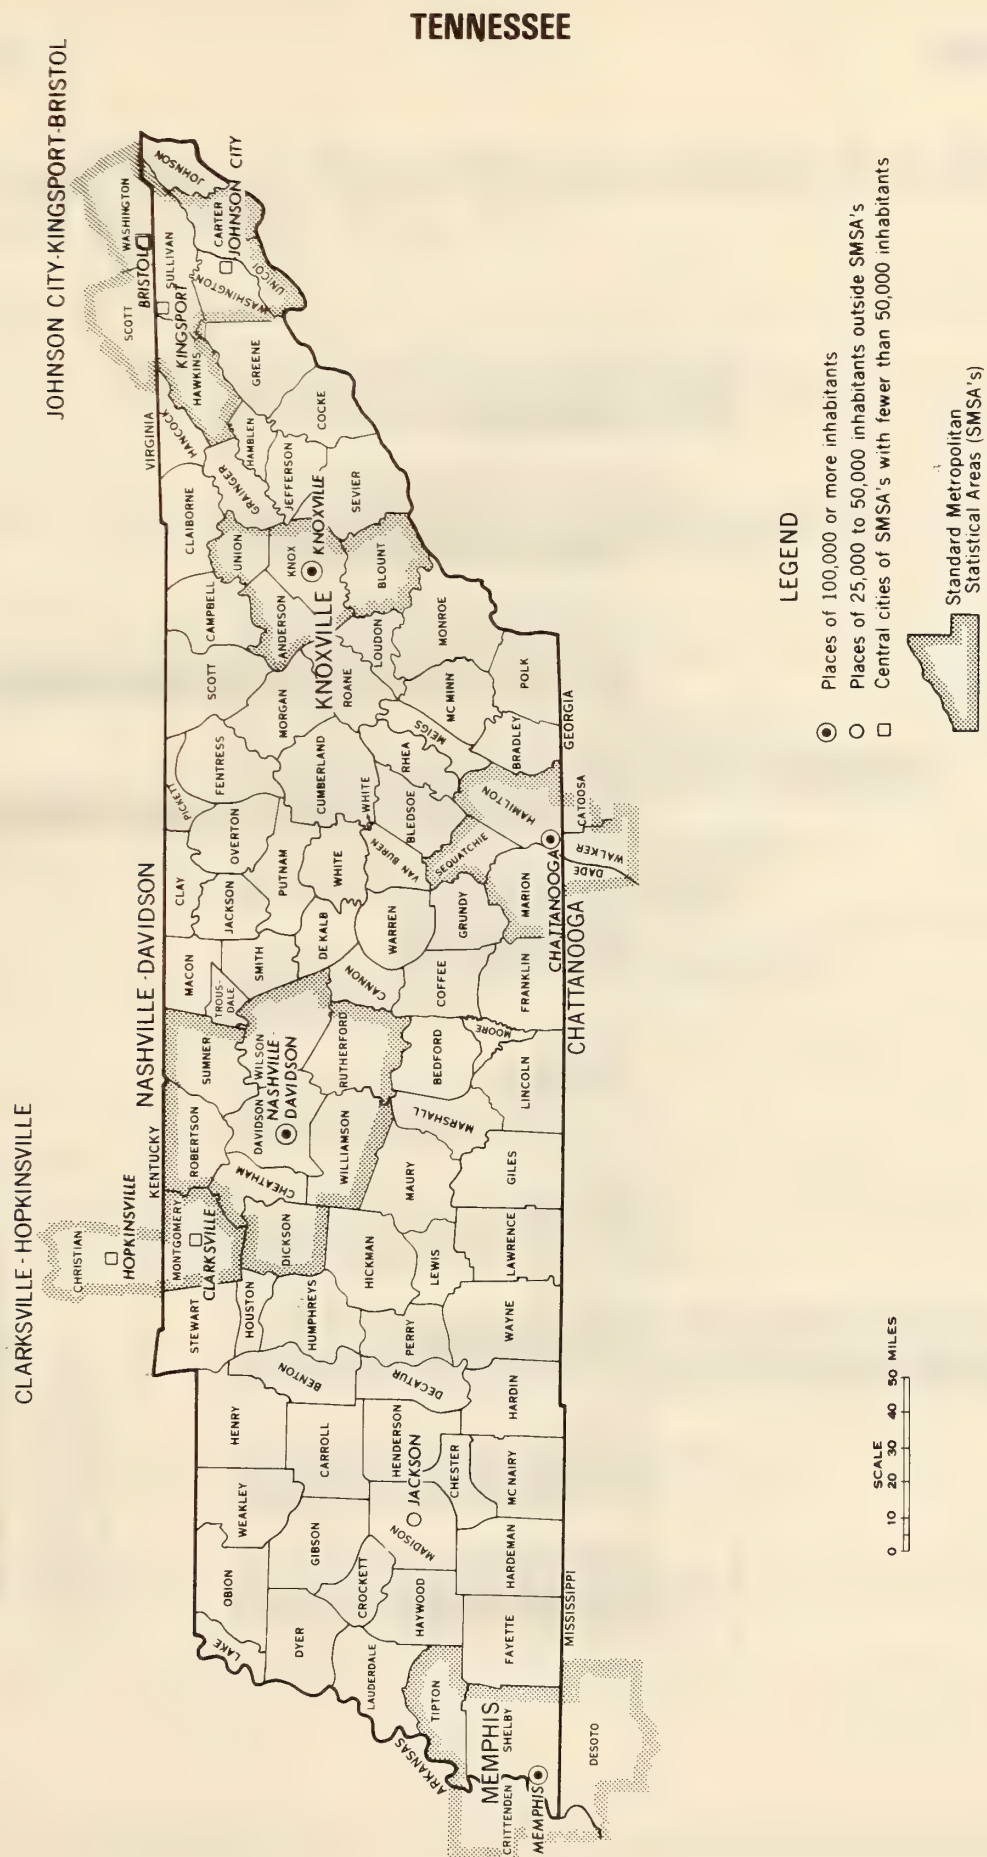 TENNESSEE
JOHNSON CITY-KINGSPORT-BRISTOL
CLARKSVILLE - HOPKINSVILLE
NASHVILLE - DAVIDSON
KNOXVILLE
CHATTANOOGA
MEMPHIS
CHRISTIAN
HOPKINSVILLE
KENTUCKY
VIRGINIA
SCOTT
WASHINGTON
BRISTOL
KINGSPORT
JOHNSON CITY
JOHNSON
SULLIVAN
CARTER
UNICOI
WASHINGTON
HAWKINS
GREENE
HANCOCK
HAMBLEN
COCKE
GRAINGER
JEFFERSON
SEVIER
CLAIBORNE
UNION
KNOX
KNOXVILLE
BLOUNT
CAMPBELL
ANDERSON
LOUDON
MONROE
SCOTT
MORGAN
ROANE
MC MINN
POLK
PICKETT
FENTRESS
CUMBERLAND
RHEA
MEIGS
BRADLEY
OVERTON
PUTNAM
WHITE
WHITE
BLEDSOE
VAN BUREN
SEQUATCHIE
HAMILTON
CHATTANOOGA
CLAY
JACKSON
DE KALB
WARREN
GRUNDY
MARION
MACON
TROUS-
DALE
SMITH
CANNON
COFFEE
FRANKLIN
SUMNER
WILSON
RUTHERFORD
BEDFORD
MOORE
LINCOLN
ROBERTSON
DAVIDSON
NASHVILLE-
DAVIDSON
WILLIAMSON
MARSHALL
CHEATHAM
MAURY
GILES
MONTGOMERY
CLARKSVILLE
DICKSON
HICKMAN
LEWIS
LAWRENCE
STEWART
HOUSTON
HUMPHREYS
PERRY
WAYNE
BENTON
DECATUR
HARDIN
HENRY
CARROLL
HENDERSON
CHESTER
MC NAIRY
WEAKLEY
GIBSON
MADISON
JACKSON
HARDEMAN
OBION
CROCKETT
HAYWOOD
FAYETTE
LAKE
DYER
LAUDERDALE
TIPTON
SHELBY
MEMPHIS
ARKANSAS
CRITTENDEN
DESOTO
MISSISSIPPI
GEORGIA
CATOOSA
WALKER
DADE
LEGEND
Places of 100,000 or more inhabitants
Places of 25,000 to 50,000 inhabitants outside SMSA's
Central cities of SMSA's with fewer than 50,000 inhabitants
Standard Metropolitan
Statistical Areas (SMSA's)
SCALE
0 10 20 30 40 50 MILES